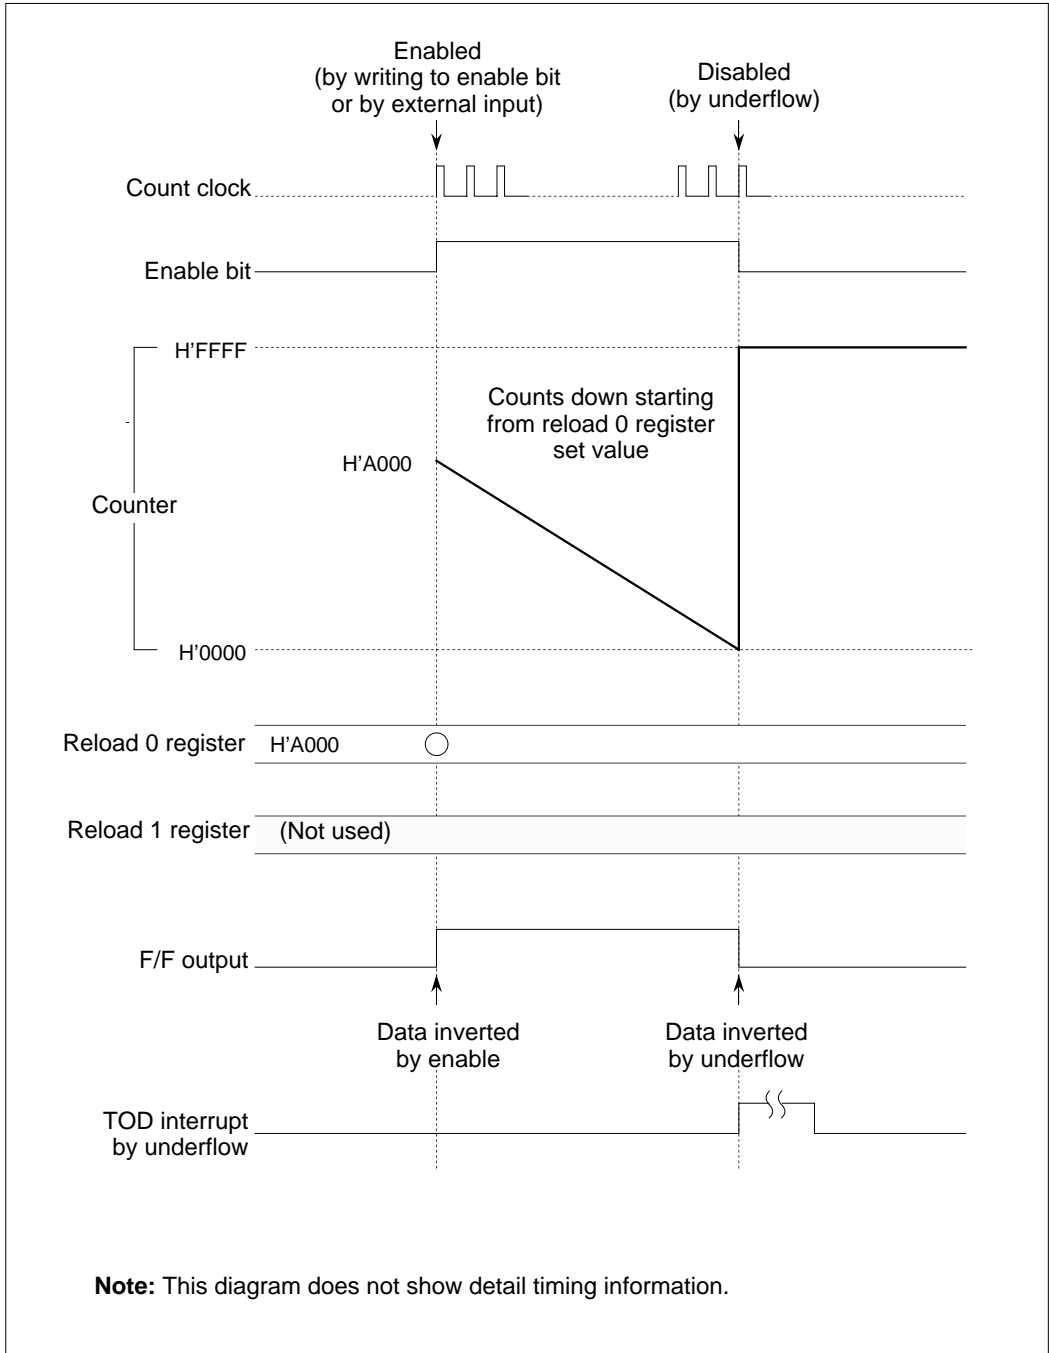 Enabled
(by writing to enable bit
or by external input)
Disabled
(by underflow)
Count clock
Enable bit
H'FFFF
Counts down starting
from reload 0 register
set value
H'A000
Counter
H'0000
Reload 0 register
H'A000
Reload 1 register
(Not used)
F/F output
Data inverted
by enable
Data inverted
by underflow
TOD interrupt
by underflow
Note: This diagram does not show detail timing information.